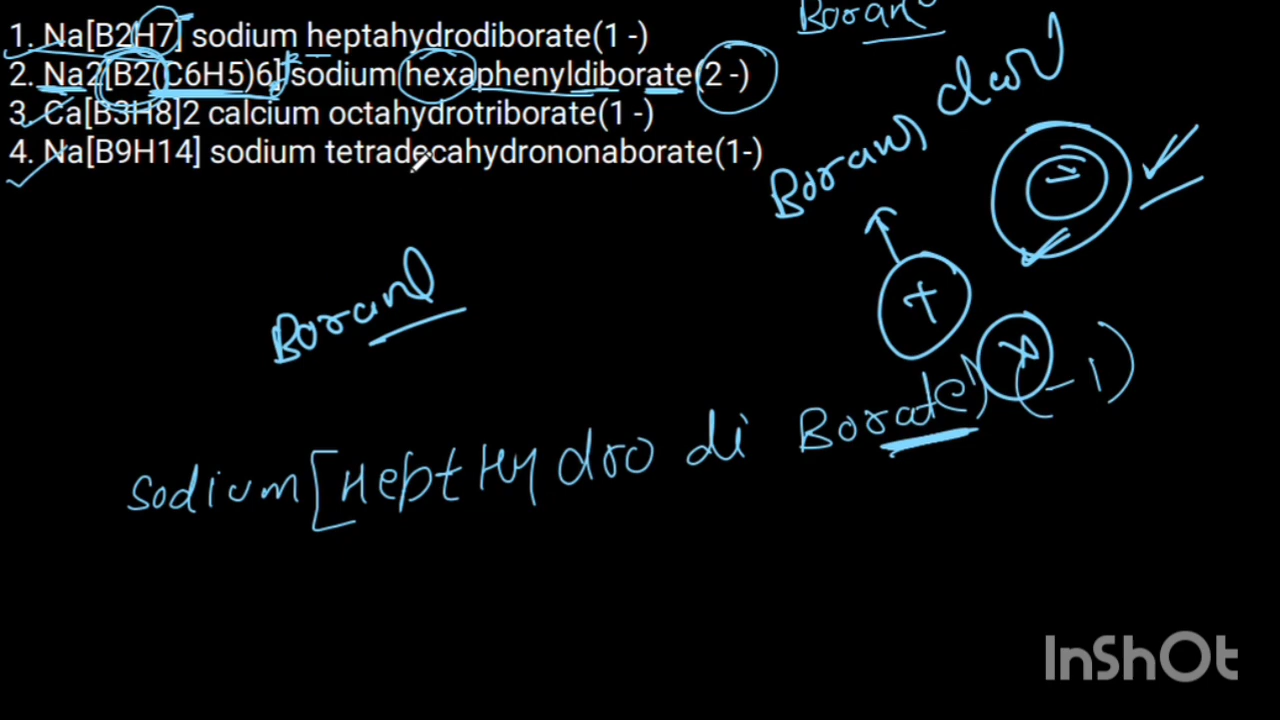 1. Na[B2H7] sodium heptahydrodiborate(1 -)
2. Na2[B2(C6H5)6] sodium hexaphenyldiborate(2 -)
3. Ca[B3H8]2 calcium octahydrotriborate(1 -)
4. Na[B9H14] sodium tetradecahydrononaborate(1-)
Borane
+
sodium [Hept Hydro di Borate] (-1)
InShOt